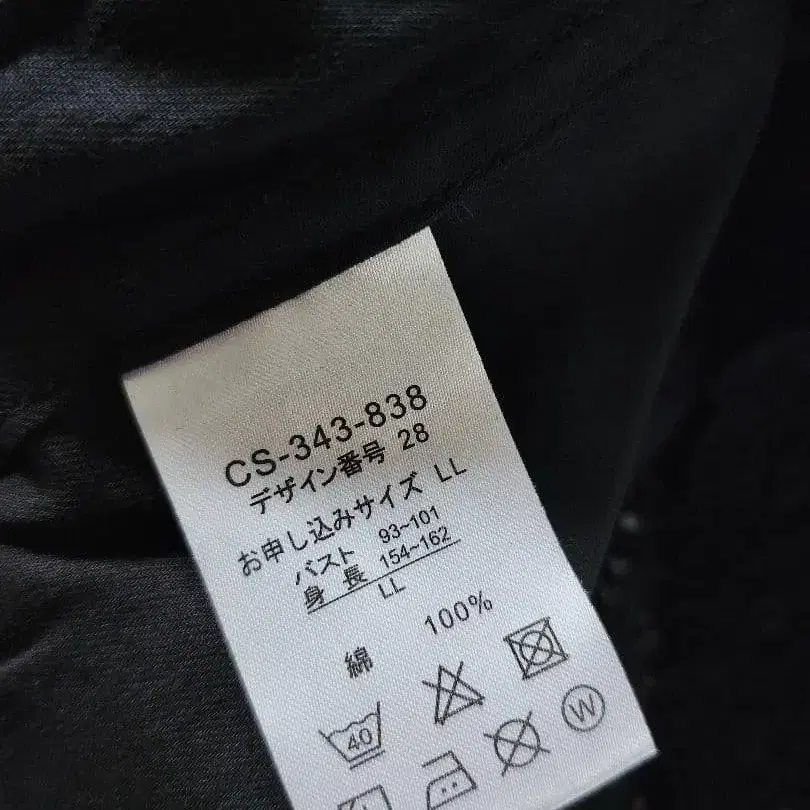 CS-343-838
デザイン番号 28
お申し込みサイズ LL
バスト 93~101
身長 154~162
LL
綿 100%
40
W